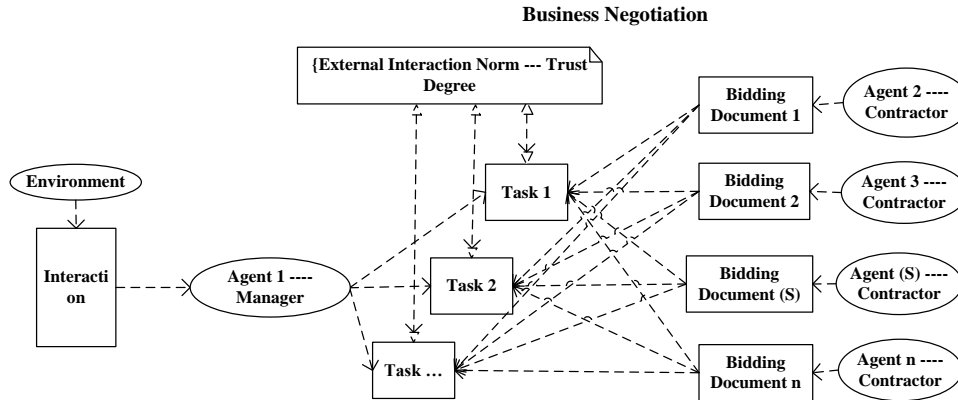 Business Negotiation
{External Interaction Norm --- Trust
Degree
Bidding
Document 1
Agent 2 ----
Contractor
Environment
Task 1
Bidding
Document 2
Agent 3 ----
Contractor
Interacti
on
Agent 1 ----
Manager
Task 2
Bidding
Document (S)
Agent (S) ----
Contractor
Task ...
Bidding
Document n
Agent n ----
Contractor